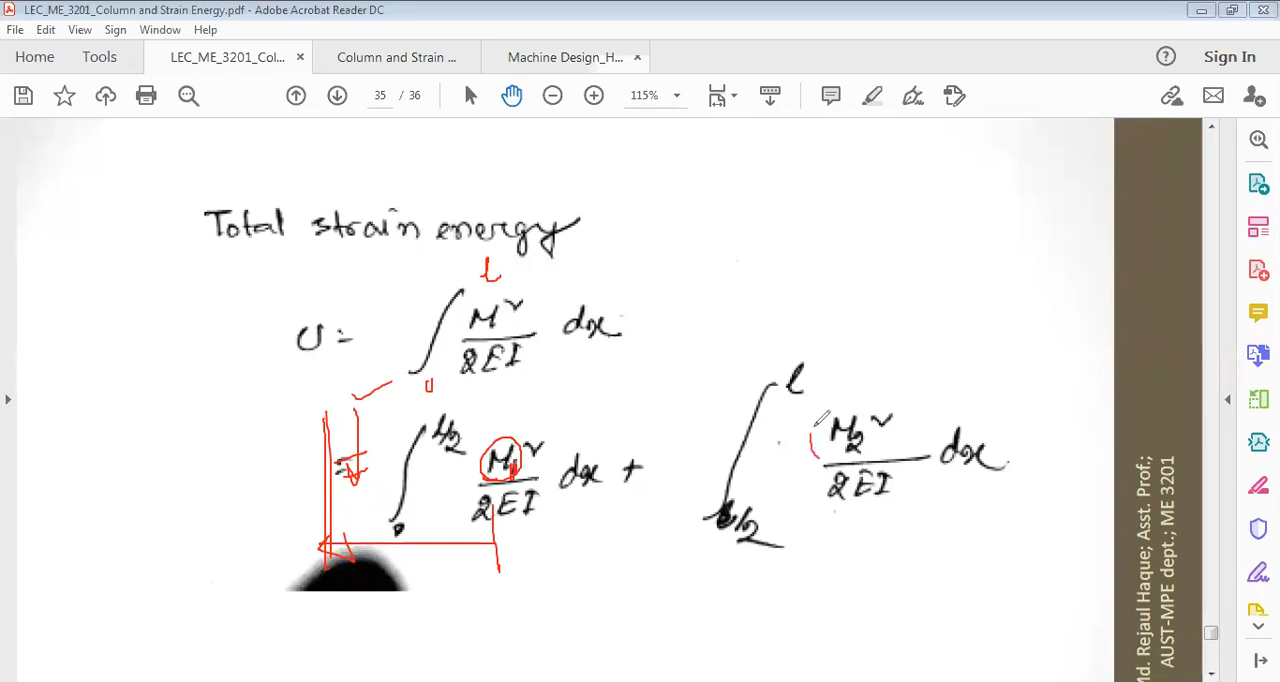 LEC_ME_3201_Column and Strain Energy.pdf - Adobe Acrobat Reader DC
File Edit View Sign Window Help
Home Tools LEC_ME_3201_Col... × Column and Strain ... Machine Design_H... × Sign In
35 / 36 115%
Total strain energy
l
U = ∫ M² / 2EI dx
0
= ∫₀^{L/2} M₁² / 2EI dx + ∫_{L/2}^{l} M₂² / 2EI dx
Md. Rejaul Haque; Asst. Prof.;
AUST-MPE dept.; ME 3201